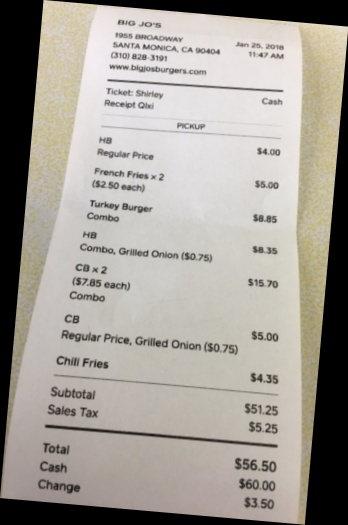 BIG JO'S
1955 BROADWAY
SANTA MONICA, CA 90404
(310) 828-3191
www.bigjosburgers.com
Jan 25, 2018
11:47 AM
Ticket: Shirley
Receipt QIxI
Cash
PICKUP
HB $4.00
Regular Price
French Fries x 2 $5.00
($2.50 each)
Turkey Burger $8.85
Combo
HB $8.35
Combo, Grilled Onion ($0.75)
CB x 2 $15.70
($7.85 each)
Combo
CB $5.00
Regular Price, Grilled Onion ($0.75)
Chili Fries $4.35
Subtotal $51.25
Sales Tax $5.25
Total $56.50
Cash $60.00
Change $3.50